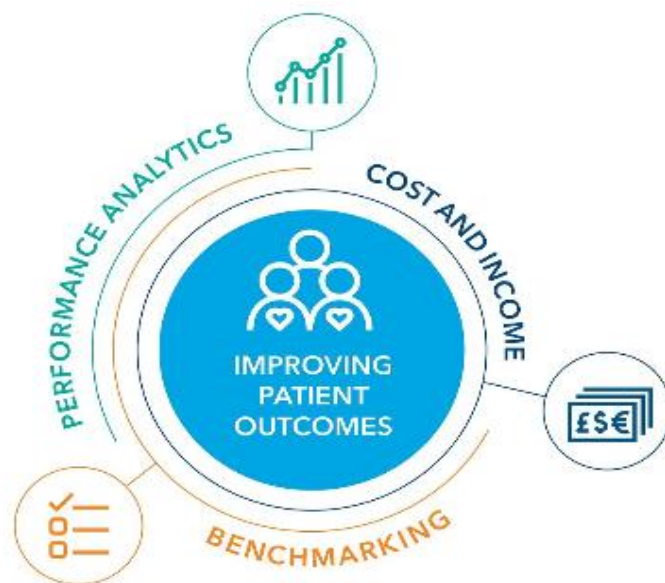 PERFORMANCE ANALYTICS
COST AND INCOME
IMPROVING
PATIENT
OUTCOMES
£$€
BENCHMARKING